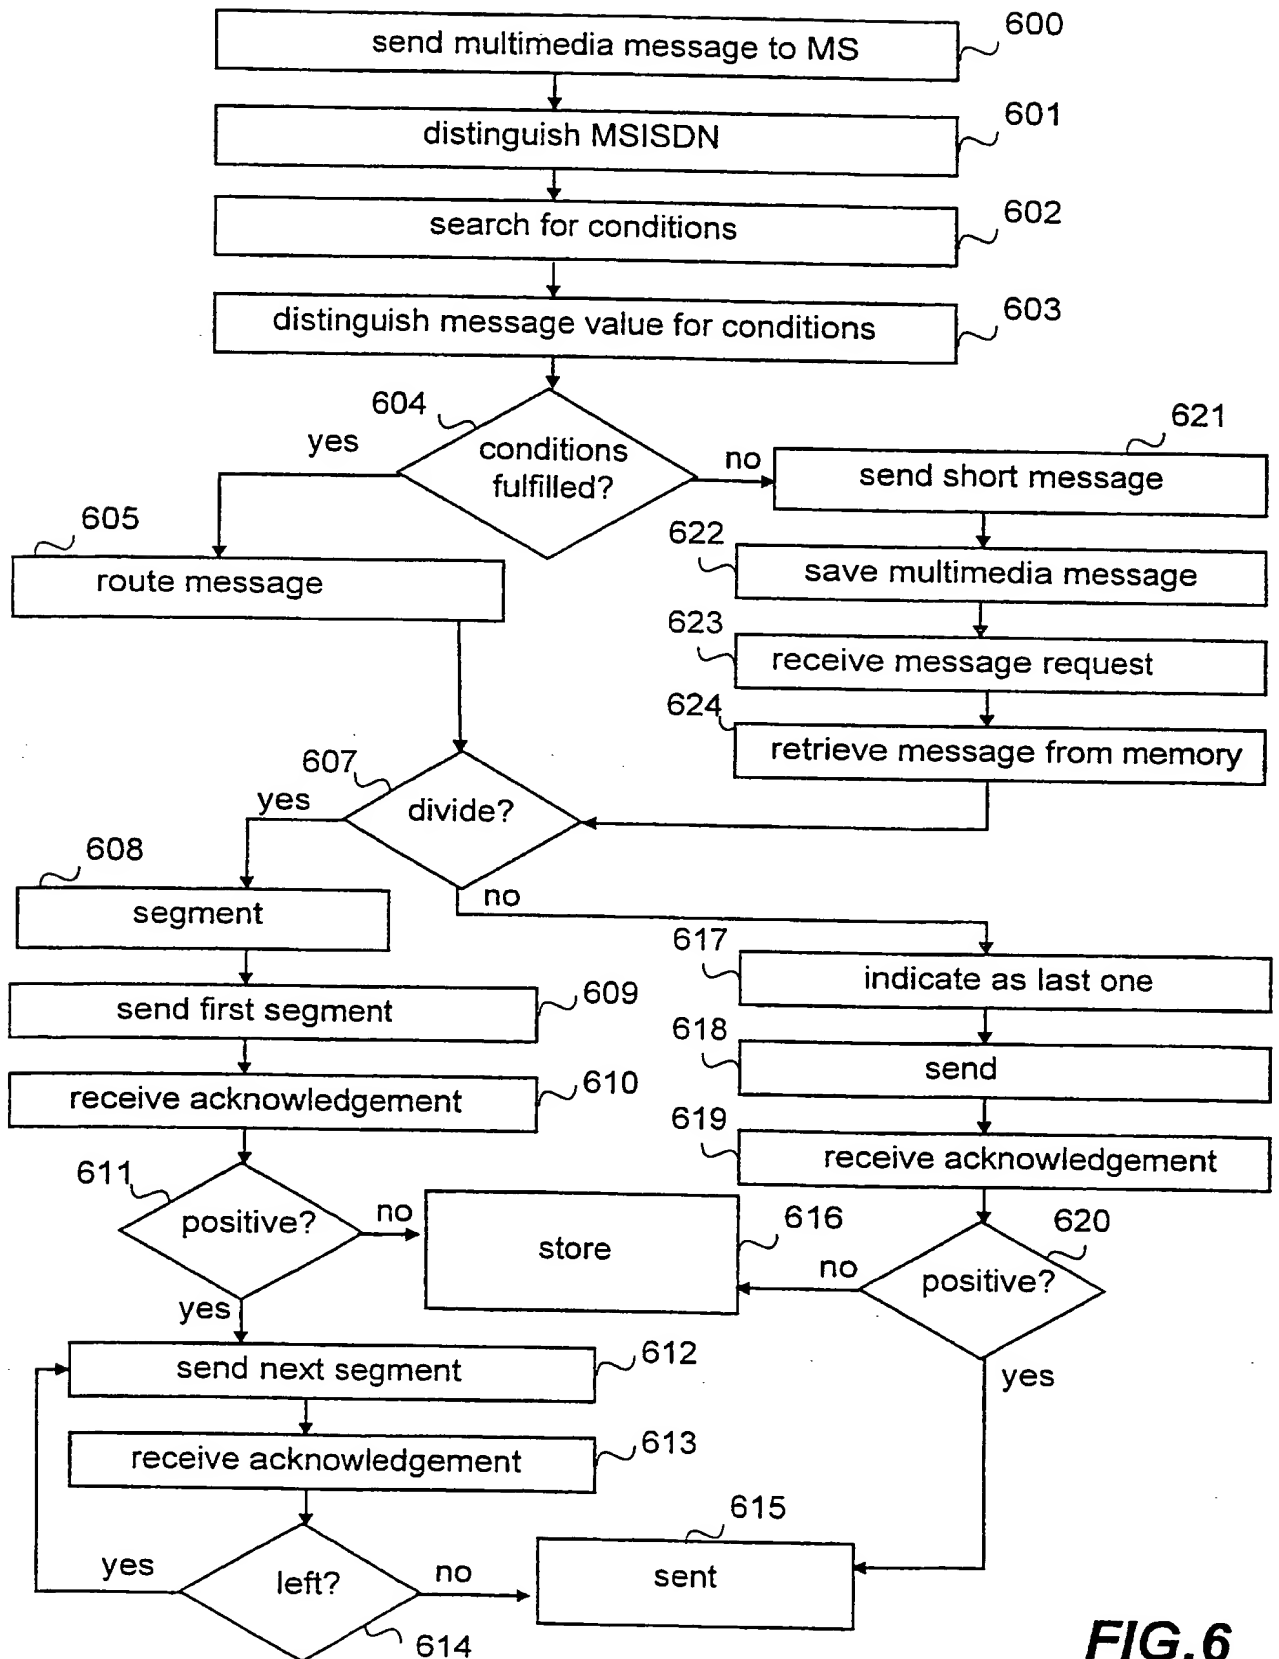 send multimedia message to MS
600
distinguish MSISDN
601
search for conditions
602
distinguish message value for conditions
603
604
conditions
fulfilled?
yes
no
621
send short message
605
route message
622
save multimedia message
623
receive message request
624
retrieve message from memory
607
divide?
yes
no
608
segment
617
indicate as last one
send first segment
609
618
send
receive acknowledgement
610
619
receive acknowledgement
611
positive?
no
yes
store
616
620
positive?
no
yes
send next segment
612
receive acknowledgement
613
left?
yes
no
614
615
sent
FIG.6